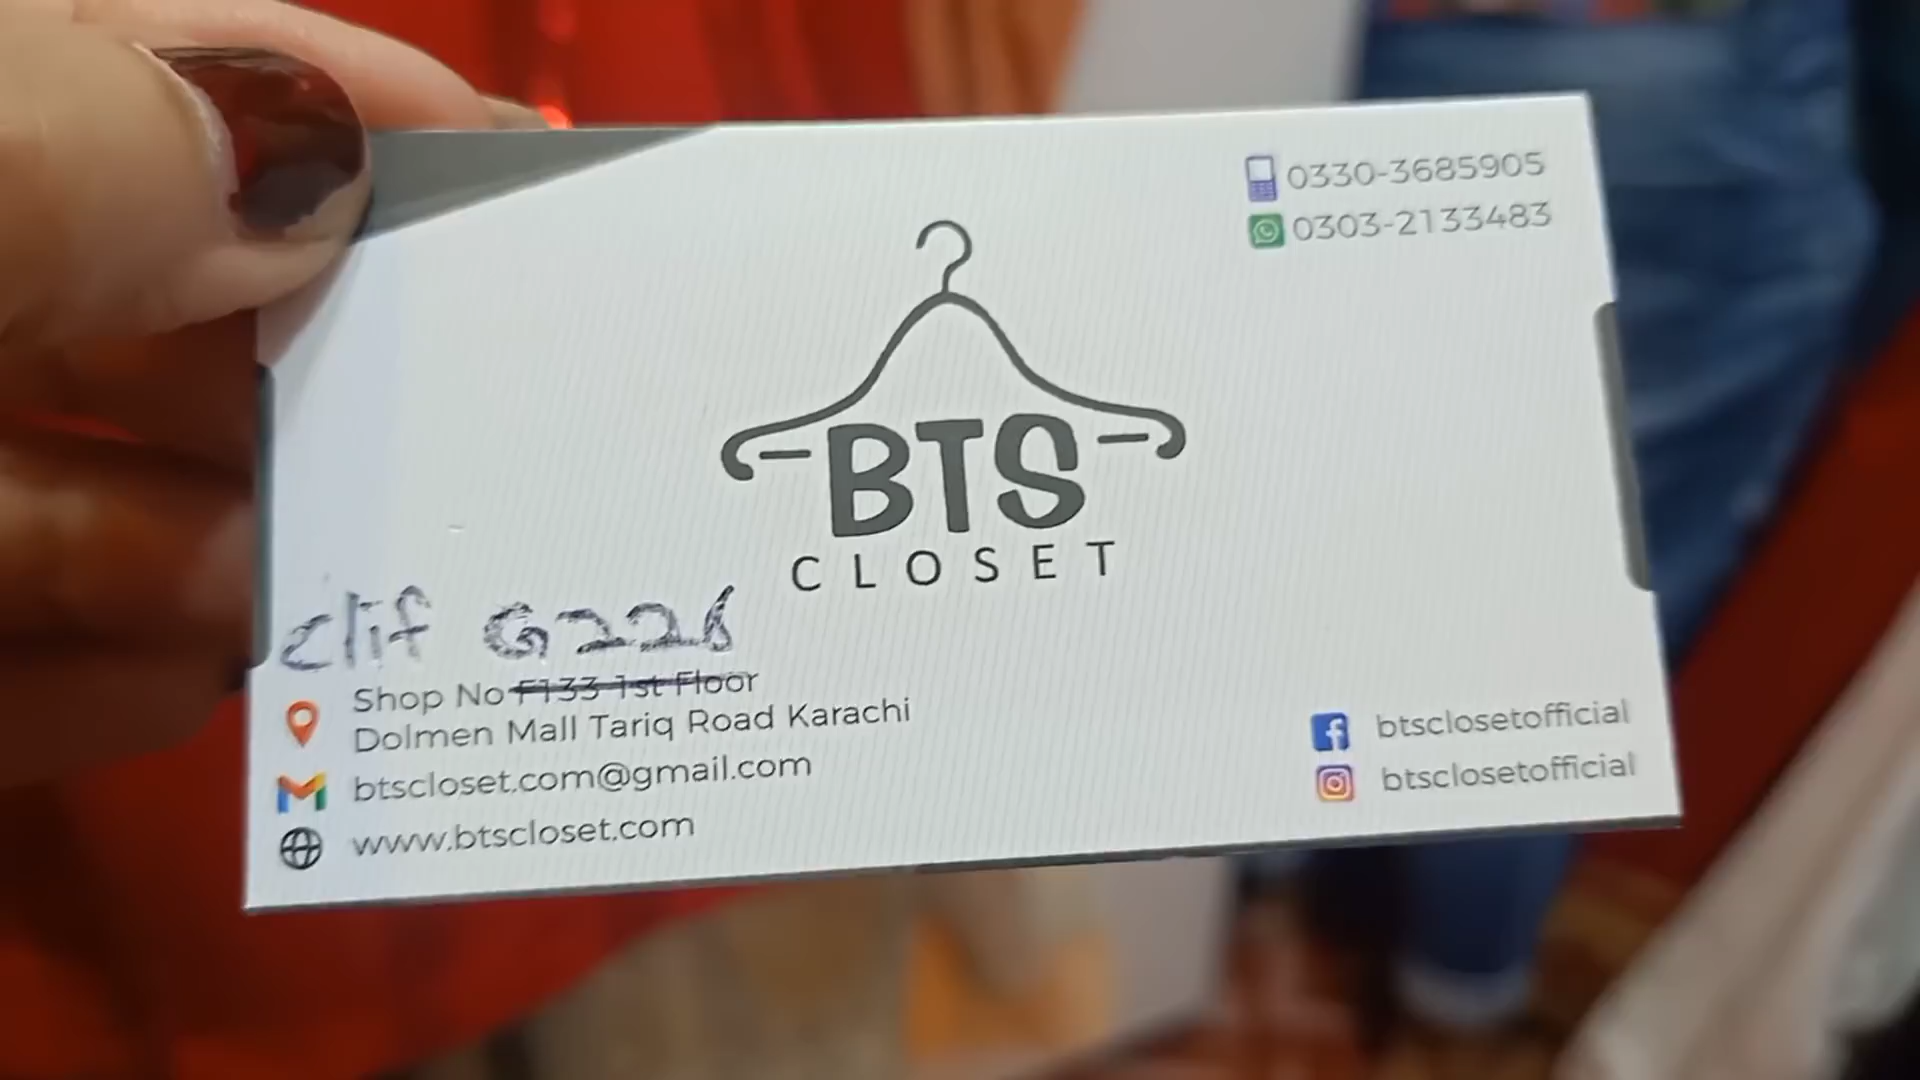 0330-3685905
0303-2133483
BTS
CLOSET
Clif G226
Shop No F133 1st Floor
Dolmen Mall Tariq Road Karachi
btscloset.com@gmail.com
www.btscloset.com
btsclosetofficial
btsclosetofficial